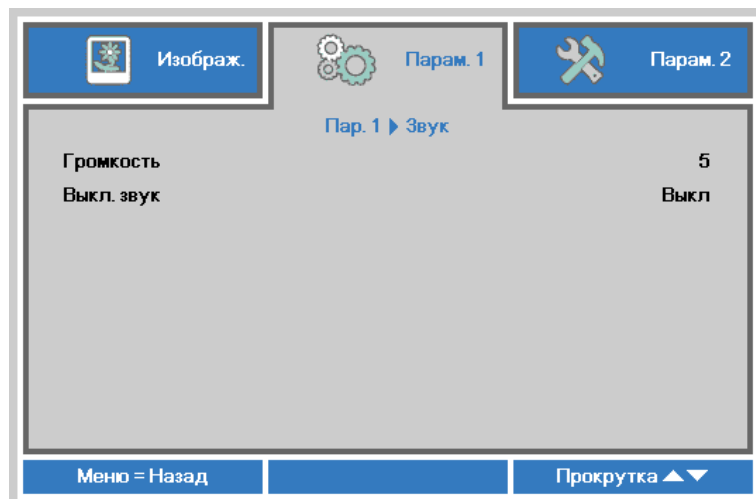 Изображ. Парам. 1 Парам. 2
Пар. 1 ▶ Звук
Громкость 5
Выкл. звук Выкл
Меню = Назад Прокрутка ▲▼